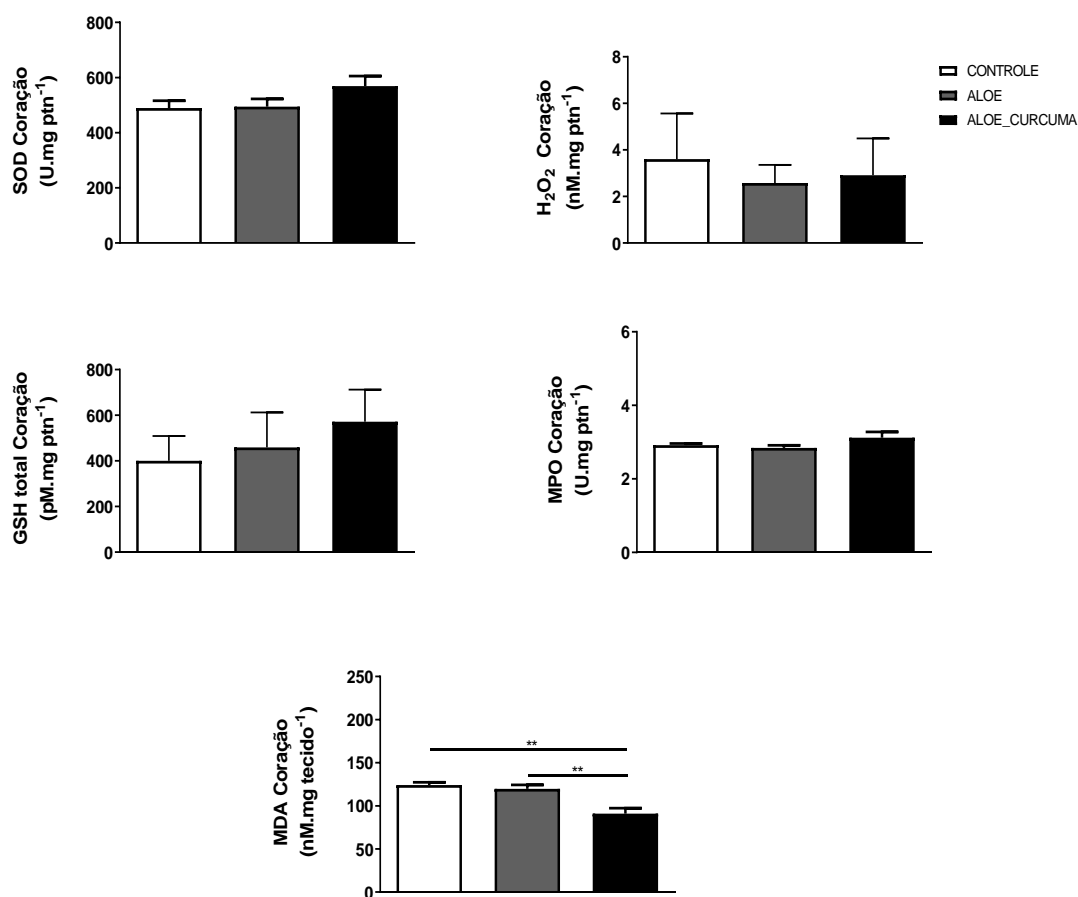 SOD Coração
(U.mg ptn⁻¹)
800
600
400
200
0
H₂O₂ Coração
(nM.mg ptn⁻¹)
8
6
4
2
0
CONTROLE
ALOE
ALOE_CURCUMA
GSH total Coração
(pM.mg ptn⁻¹)
800
600
400
200
0
MPO Coração
(U.mg ptn⁻¹)
6
4
2
0
MDA Coração
(nM.mg tecido⁻¹)
250
200
150
100
50
0
**
**